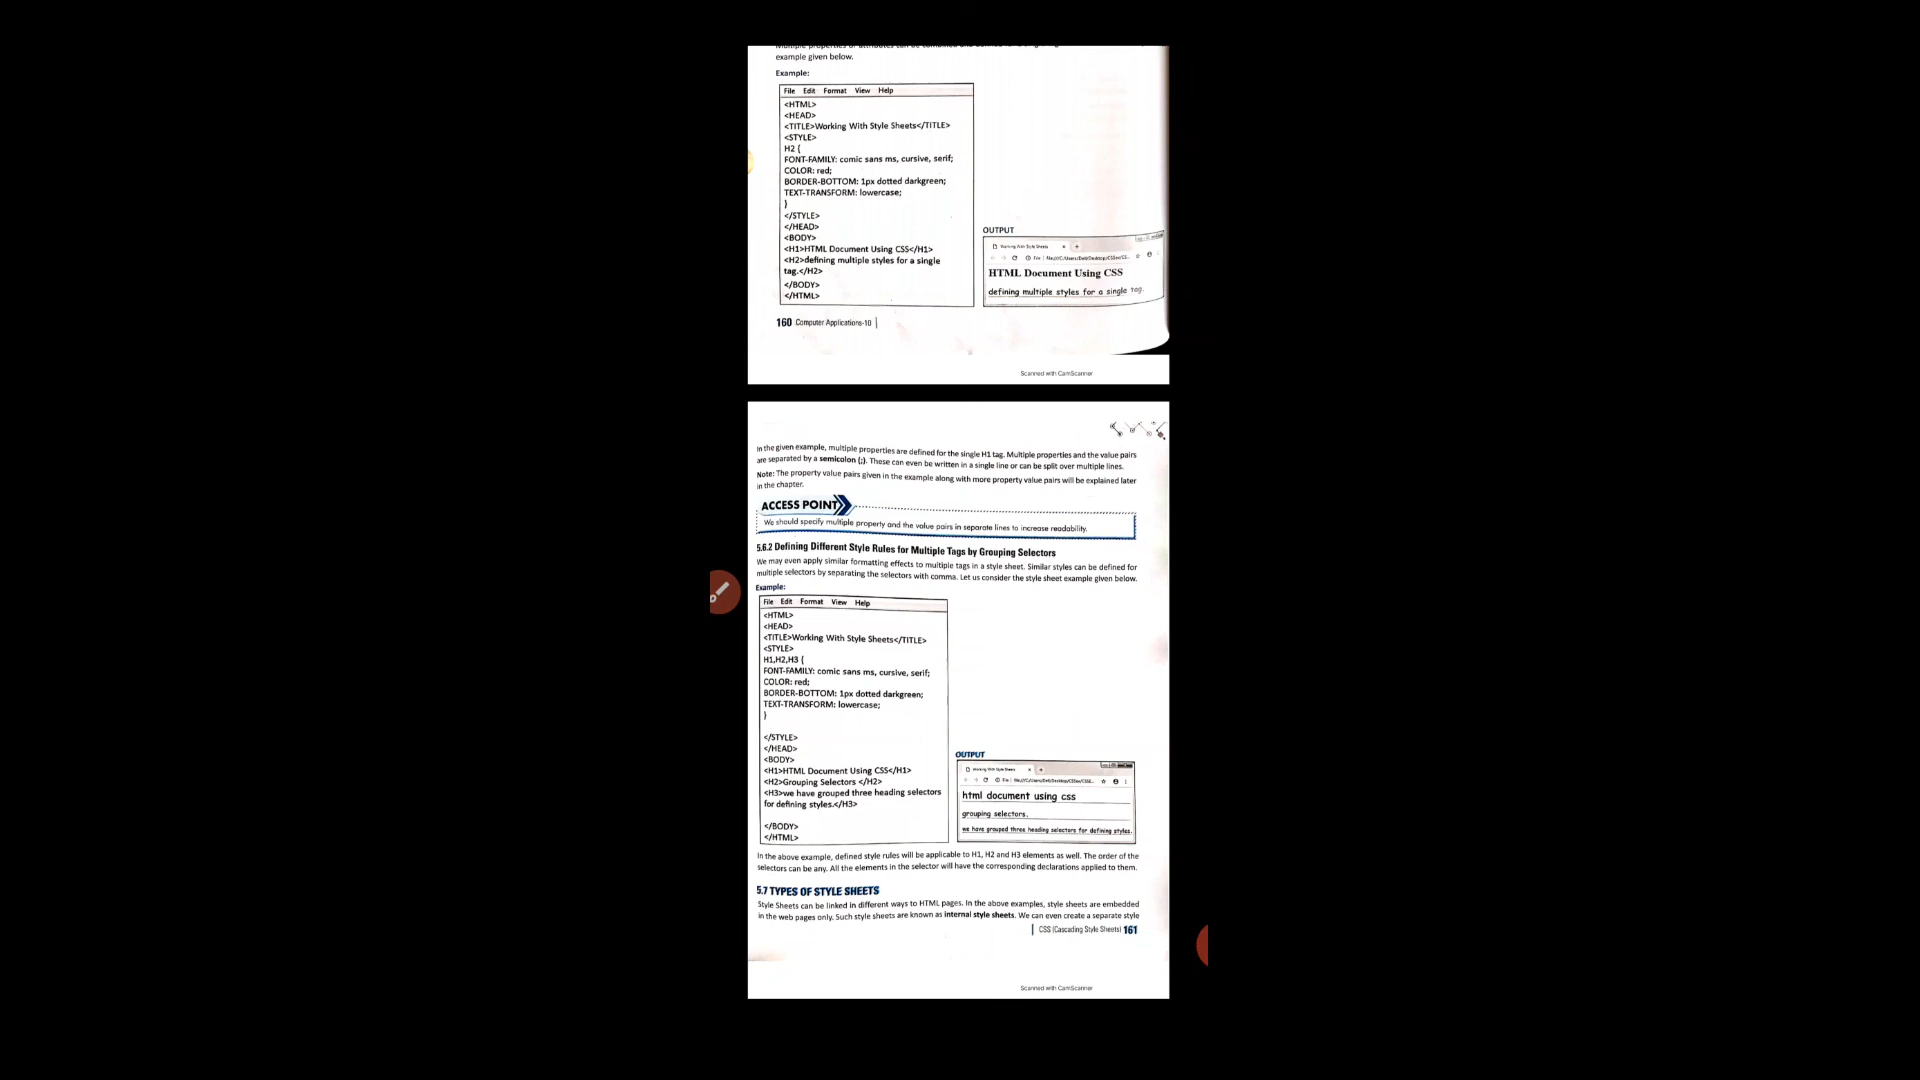 example given below.
Example:
File Edit Format View Help
<HTML>
<HEAD>
<TITLE>Working With Style Sheets</TITLE>
<STYLE>
H2 {
FONT-FAMILY: comic sans ms, cursive, serif;
COLOR: red;
BORDER-BOTTOM: 1px dotted darkgreen;
TEXT-TRANSFORM: lowercase;
}
</STYLE>
</HEAD>
<BODY>
<H1>HTML Document Using CSS</H1>
<H2>defining multiple styles for a single
tag.</H2>
</BODY>
</HTML>
OUTPUT
Working With Style Sheets
HTML Document Using CSS
defining multiple styles for a single tag.
160 Computer Applications-10
Scanned with CamScanner
In the given example, multiple properties are defined for the single H1 tag. Multiple properties and the value pairs
are separated by a semicolon (;). These can even be written in a single line or can be split over multiple lines.
Note: The property value pairs given in the example along with more property value pairs will be explained later
in the chapter.
ACCESS POINT
We should specify multiple property and the value pairs in separate lines to increase readability.
5.6.2 Defining Different Style Rules for Multiple Tags by Grouping Selectors
We may even apply similar formatting effects to multiple tags in a style sheet. Similar styles can be defined for
multiple selectors by separating the selectors with comma. Let us consider the style sheet example given below.
Example:
File Edit Format View Help
<HTML>
<HEAD>
<TITLE>Working With Style Sheets</TITLE>
<STYLE>
H1,H2,H3 {
FONT-FAMILY: comic sans ms, cursive, serif;
COLOR: red;
BORDER-BOTTOM: 1px dotted darkgreen;
TEXT-TRANSFORM: lowercase;
}
</STYLE>
</HEAD>
<BODY>
<H1>HTML Document Using CSS</H1>
<H2>Grouping Selectors </H2>
<H3>we have grouped three heading selectors
for defining styles.</H3>
</BODY>
</HTML>
OUTPUT
Working With Style Sheets
html document using css
grouping selectors.
we have grouped three heading selectors for defining styles.
In the above example, defined style rules will be applicable to H1, H2 and H3 elements as well. The order of the
selectors can be any. All the elements in the selector will have the corresponding declarations applied to them.
5.7 TYPES OF STYLE SHEETS
Style Sheets can be linked in different ways to HTML pages. In the above examples, style sheets are embedded
in the web pages only. Such style sheets are known as internal style sheets. We can even create a separate style
CSS (Cascading Style Sheets) 161
Scanned with CamScanner